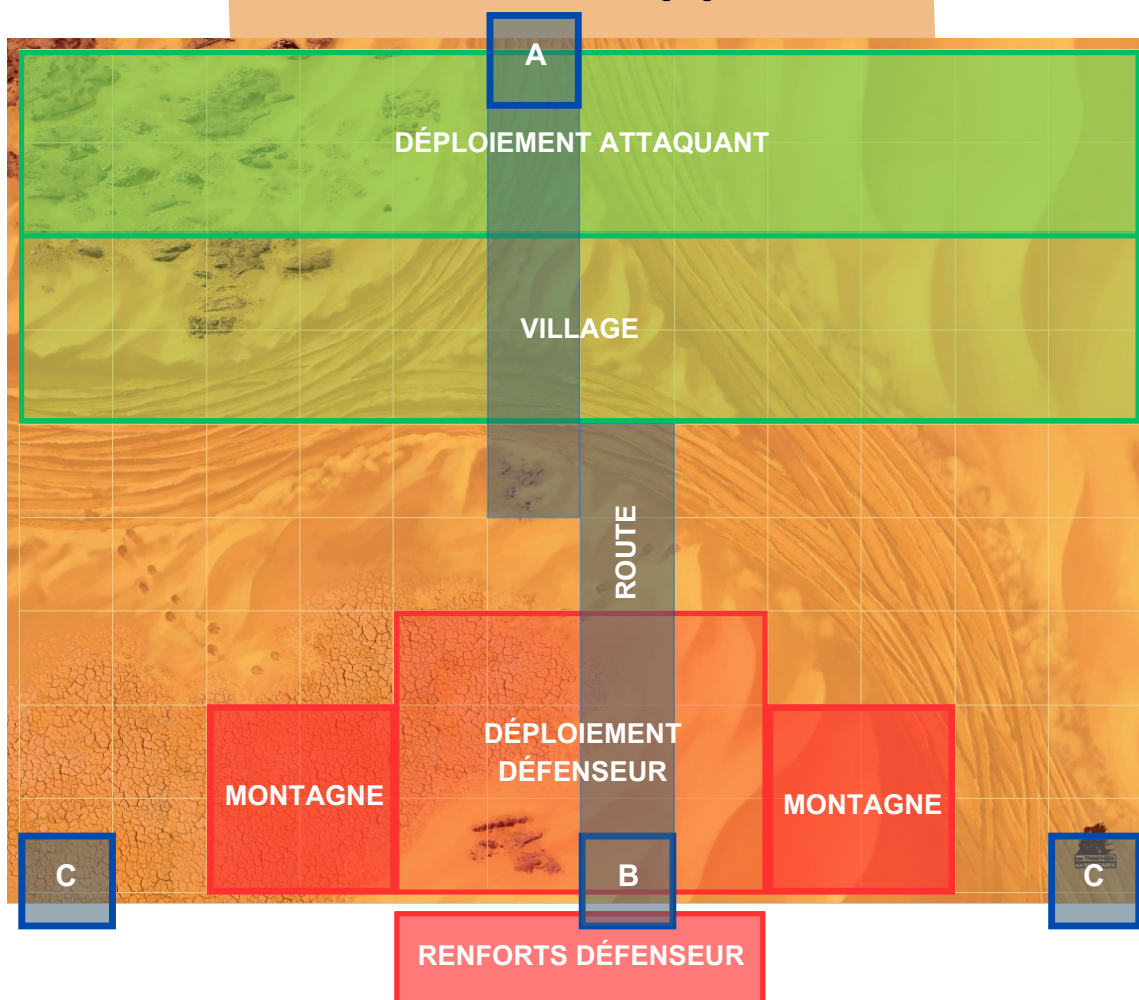 A
DÉPLOIEMENT ATTAQUANT
VILLAGE
ROUTE
DÉPLOIEMENT
DÉFENSEUR
MONTAGNE
MONTAGNE
C
B
C
RENFORTS DÉFENSEUR